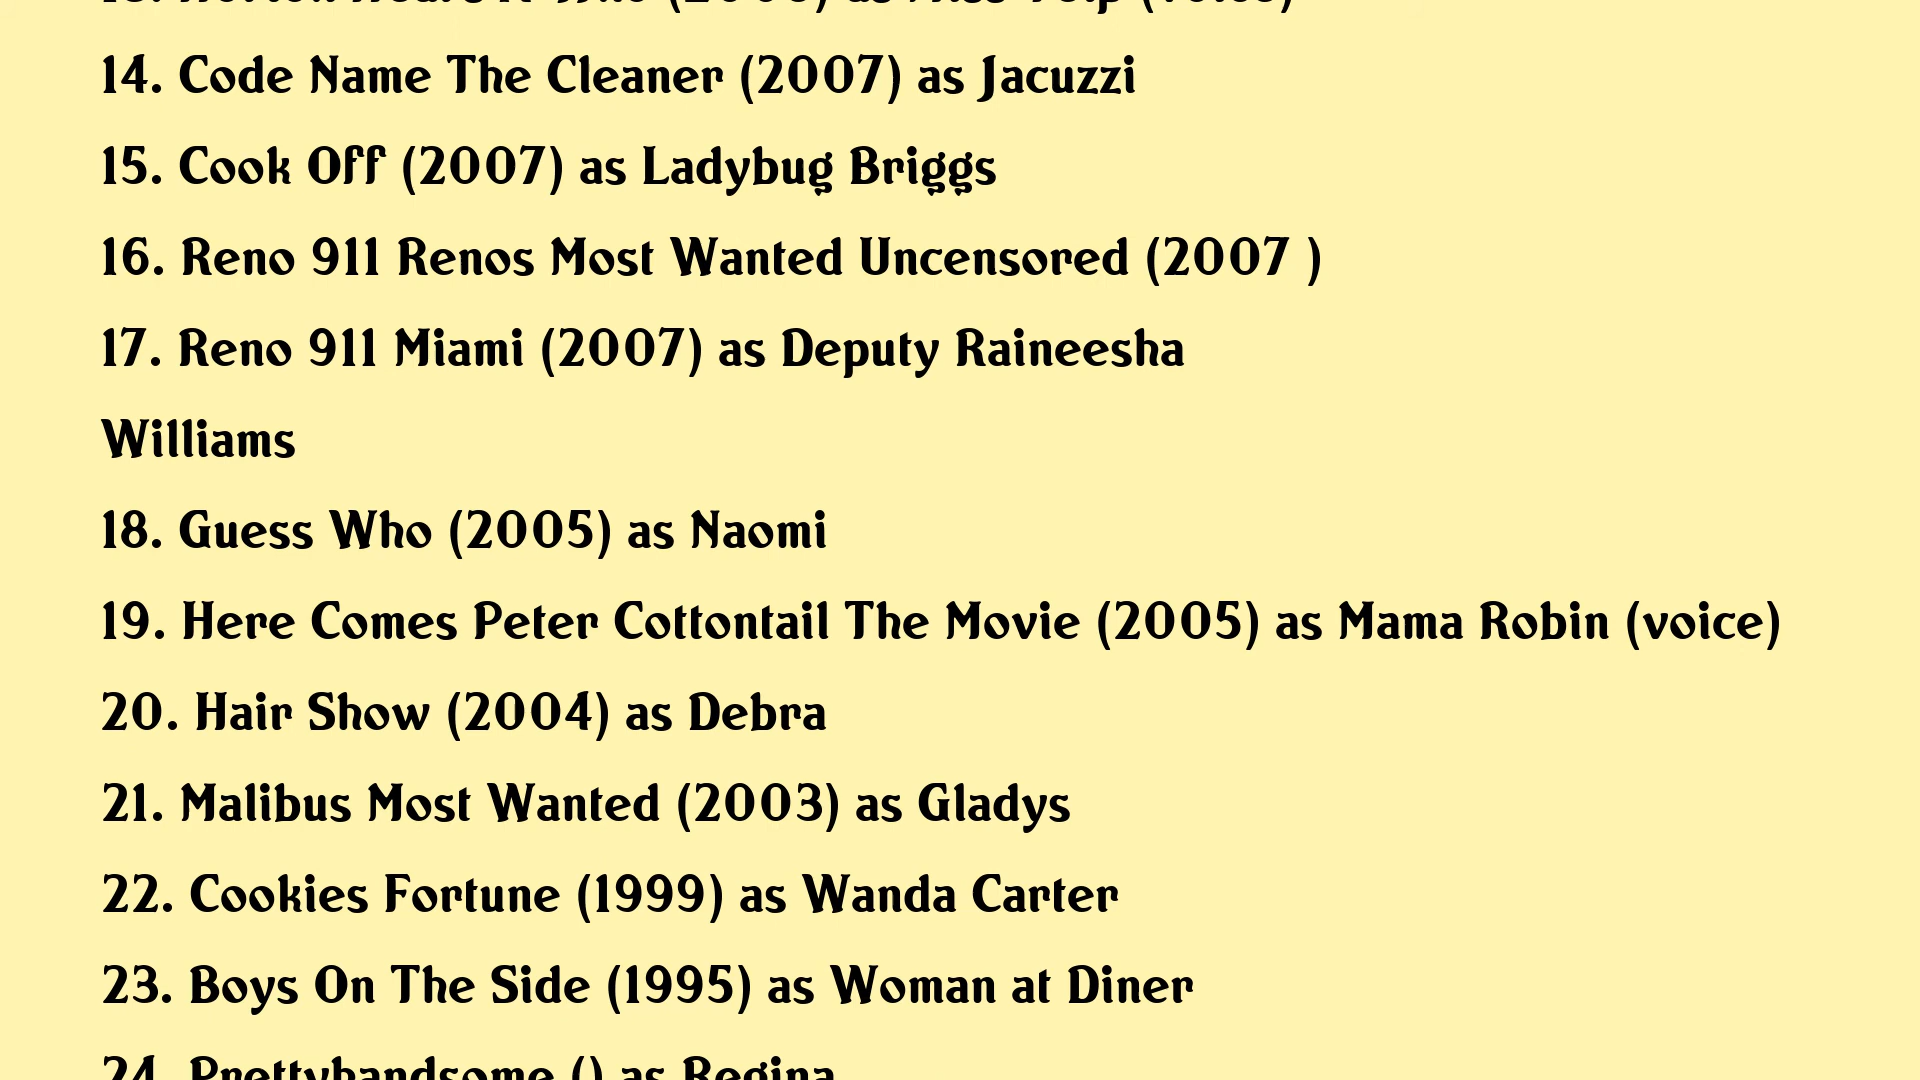 14. Code Name The Cleaner (2007) as Jacuzzi
15. Cook Off (2007) as Ladybug Briggs
16. Reno 911 Renos Most Wanted Uncensored (2007 )
17. Reno 911 Miami (2007) as Deputy Raineesha
Williams
18. Guess Who (2005) as Naomi
19. Here Comes Peter Cottontail The Movie (2005) as Mama Robin (voice)
20. Hair Show (2004) as Debra
21. Malibus Most Wanted (2003) as Gladys
22. Cookies Fortune (1999) as Wanda Carter
23. Boys On The Side (1995) as Woman at Diner
24. Prettyhandsome () as Regina